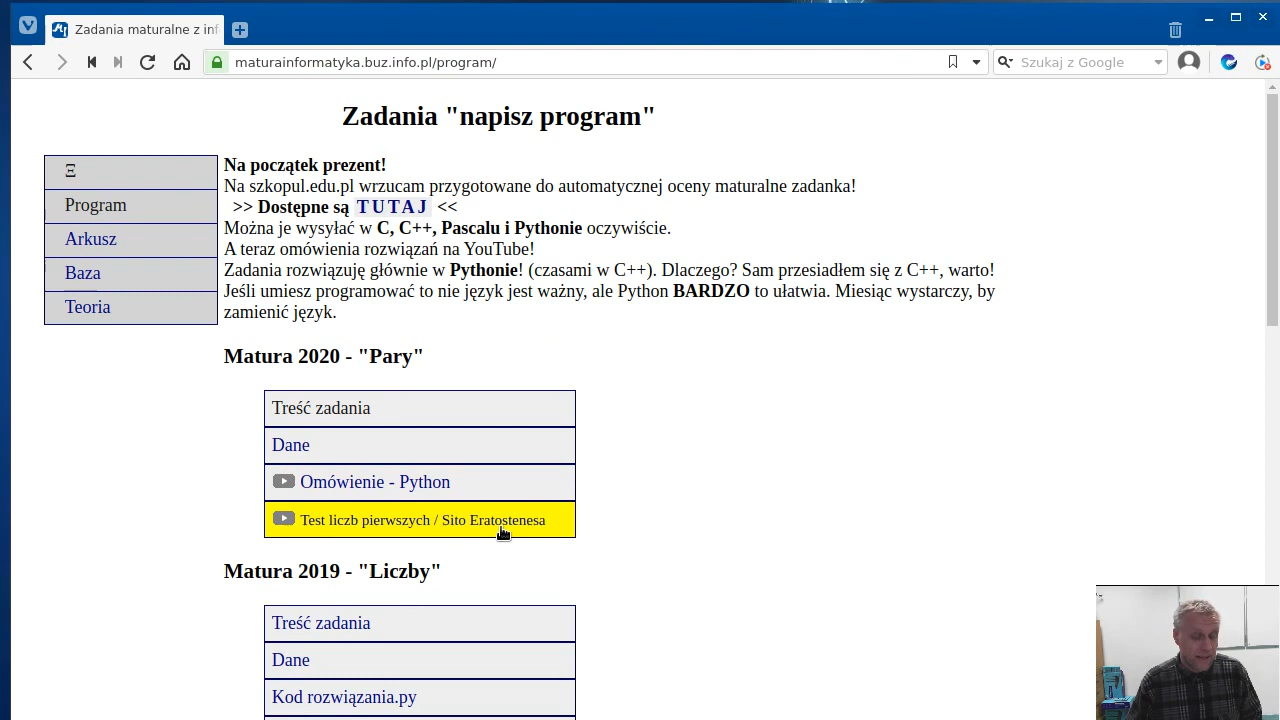 Zadania maturalne z inf
maturainformatyka.buz.info.pl/program/
Szukaj z Google
Zadania "napisz program"
Ξ
Program
Arkusz
Baza
Teoria
Na początek prezent!
Na szkopul.edu.pl wrzucam przygotowane do automatycznej oceny maturalne zadanka!
>> Dostępne są TUTAJ <<
Można je wysyłać w C, C++, Pascalu i Pythonie oczywiście.
A teraz omówienia rozwiązań na YouTube!
Zadania rozwiązuję głównie w Pythonie! (czasami w C++). Dlaczego? Sam przesiadłem się z C++, warto!
Jeśli umiesz programować to nie język jest ważny, ale Python BARDZO to ułatwia. Miesiąc wystarczy, by
zamienić język.
Matura 2020 - "Pary"
Treść zadania
Dane
Omówienie - Python
Test liczb pierwszych / Sito Eratostenesa
Matura 2019 - "Liczby"
Treść zadania
Dane
Kod rozwiązania.py